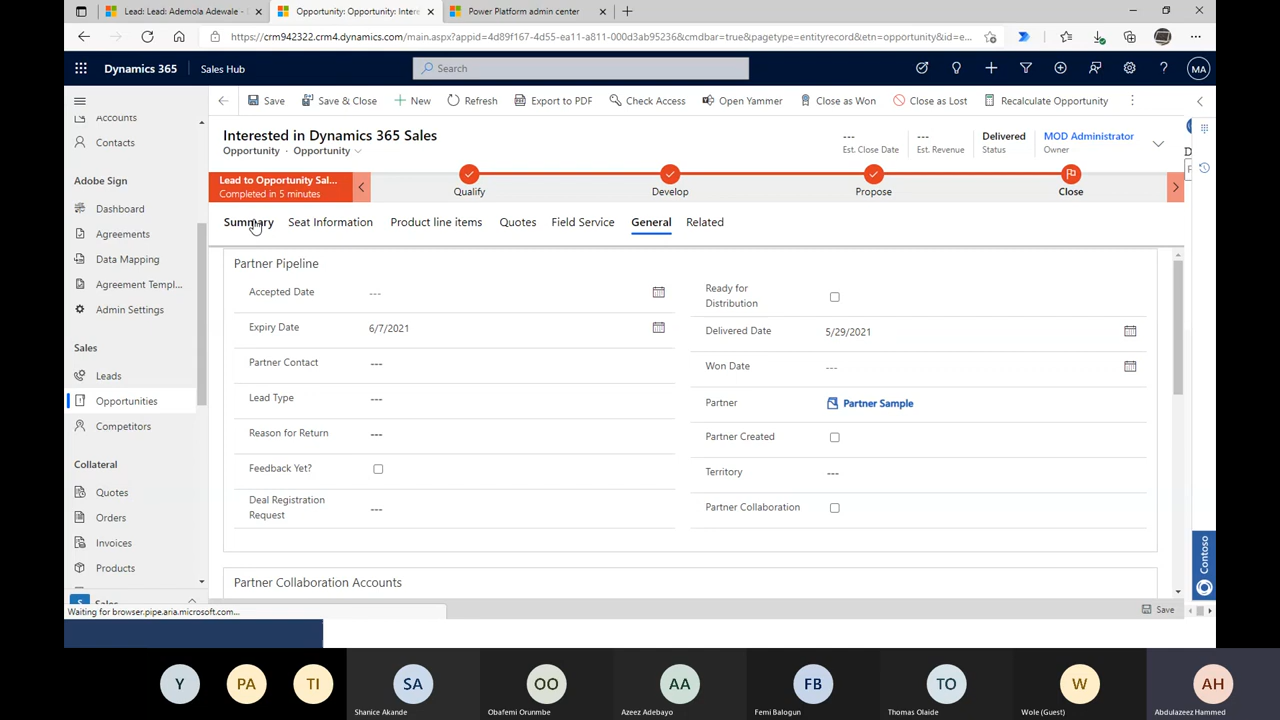 Lead: Lead: Ademola Adewale -
Opportunity: Opportunity: Intere
Power Platform admin center
https://crm942322.crm4.dynamics.com/main.aspx?appid=4d89f167-4d55-ea11-a811-000d3ab95236&cmdbar=true&pagetype=entityrecord&etn=opportunity&id=e...
Dynamics 365
Sales Hub
Search
MA
Save
Save & Close
New
Refresh
Export to PDF
Check Access
Open Yammer
Close as Won
Close as Lost
Recalculate Opportunity
Accounts
Contacts
Adobe Sign
Dashboard
Agreements
Data Mapping
Agreement Templ...
Admin Settings
Sales
Leads
Opportunities
Competitors
Collateral
Quotes
Orders
Invoices
Products
Sales
Interested in Dynamics 365 Sales
Opportunity · Opportunity
---
Est. Close Date
---
Est. Revenue
Delivered
Status
MOD Administrator
Owner
Lead to Opportunity Sal...
Completed in 5 minutes
Qualify
Develop
Propose
Close
Summary
Seat Information
Product line items
Quotes
Field Service
General
Related
Partner Pipeline
Accepted Date
---
Expiry Date
6/7/2021
Partner Contact
---
Lead Type
---
Reason for Return
---
Feedback Yet?
Deal Registration
Request
---
Ready for
Distribution
Delivered Date
5/29/2021
Won Date
---
Partner
Partner Sample
Partner Created
Territory
---
Partner Collaboration
Partner Collaboration Accounts
Contoso
Waiting for browser.pipe.aria.microsoft.com...
Save
Y
PA
TI
SA
Shanice Akande
OO
Obafemi Orunmbe
AA
Azeez Adebayo
FB
Femi Balogun
TO
Thomas Olaide
W
Wole (Guest)
AH
Abdulazeez Hammed